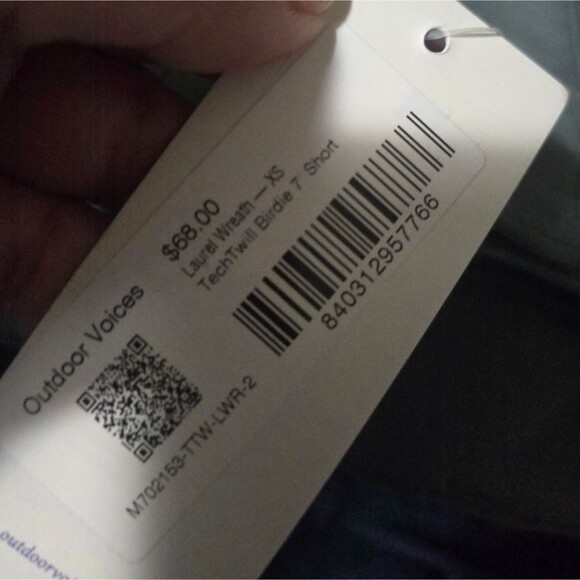 Outdoor Voices
$68.00
Laurel Wreath — XS
TechTwill Birdie 7" Short
840312957766
M702153-TTW-LWR-2